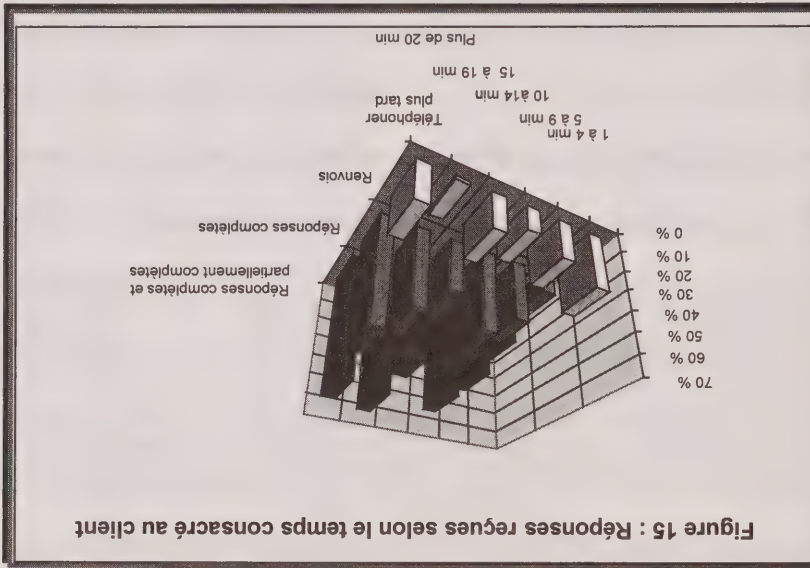 Figure 15 : Réponses reçues selon le temps consacré au client
70 %
60 %
50 %
40 %
30 %
20 %
10 %
0 %
Réponses complètes et
partiellement complètes
Réponses complètes
Renvois
Téléphoner
plus tard
1 à 4 min
5 à 9 min
10 à14 min
15 à 19 min
Plus de 20 min